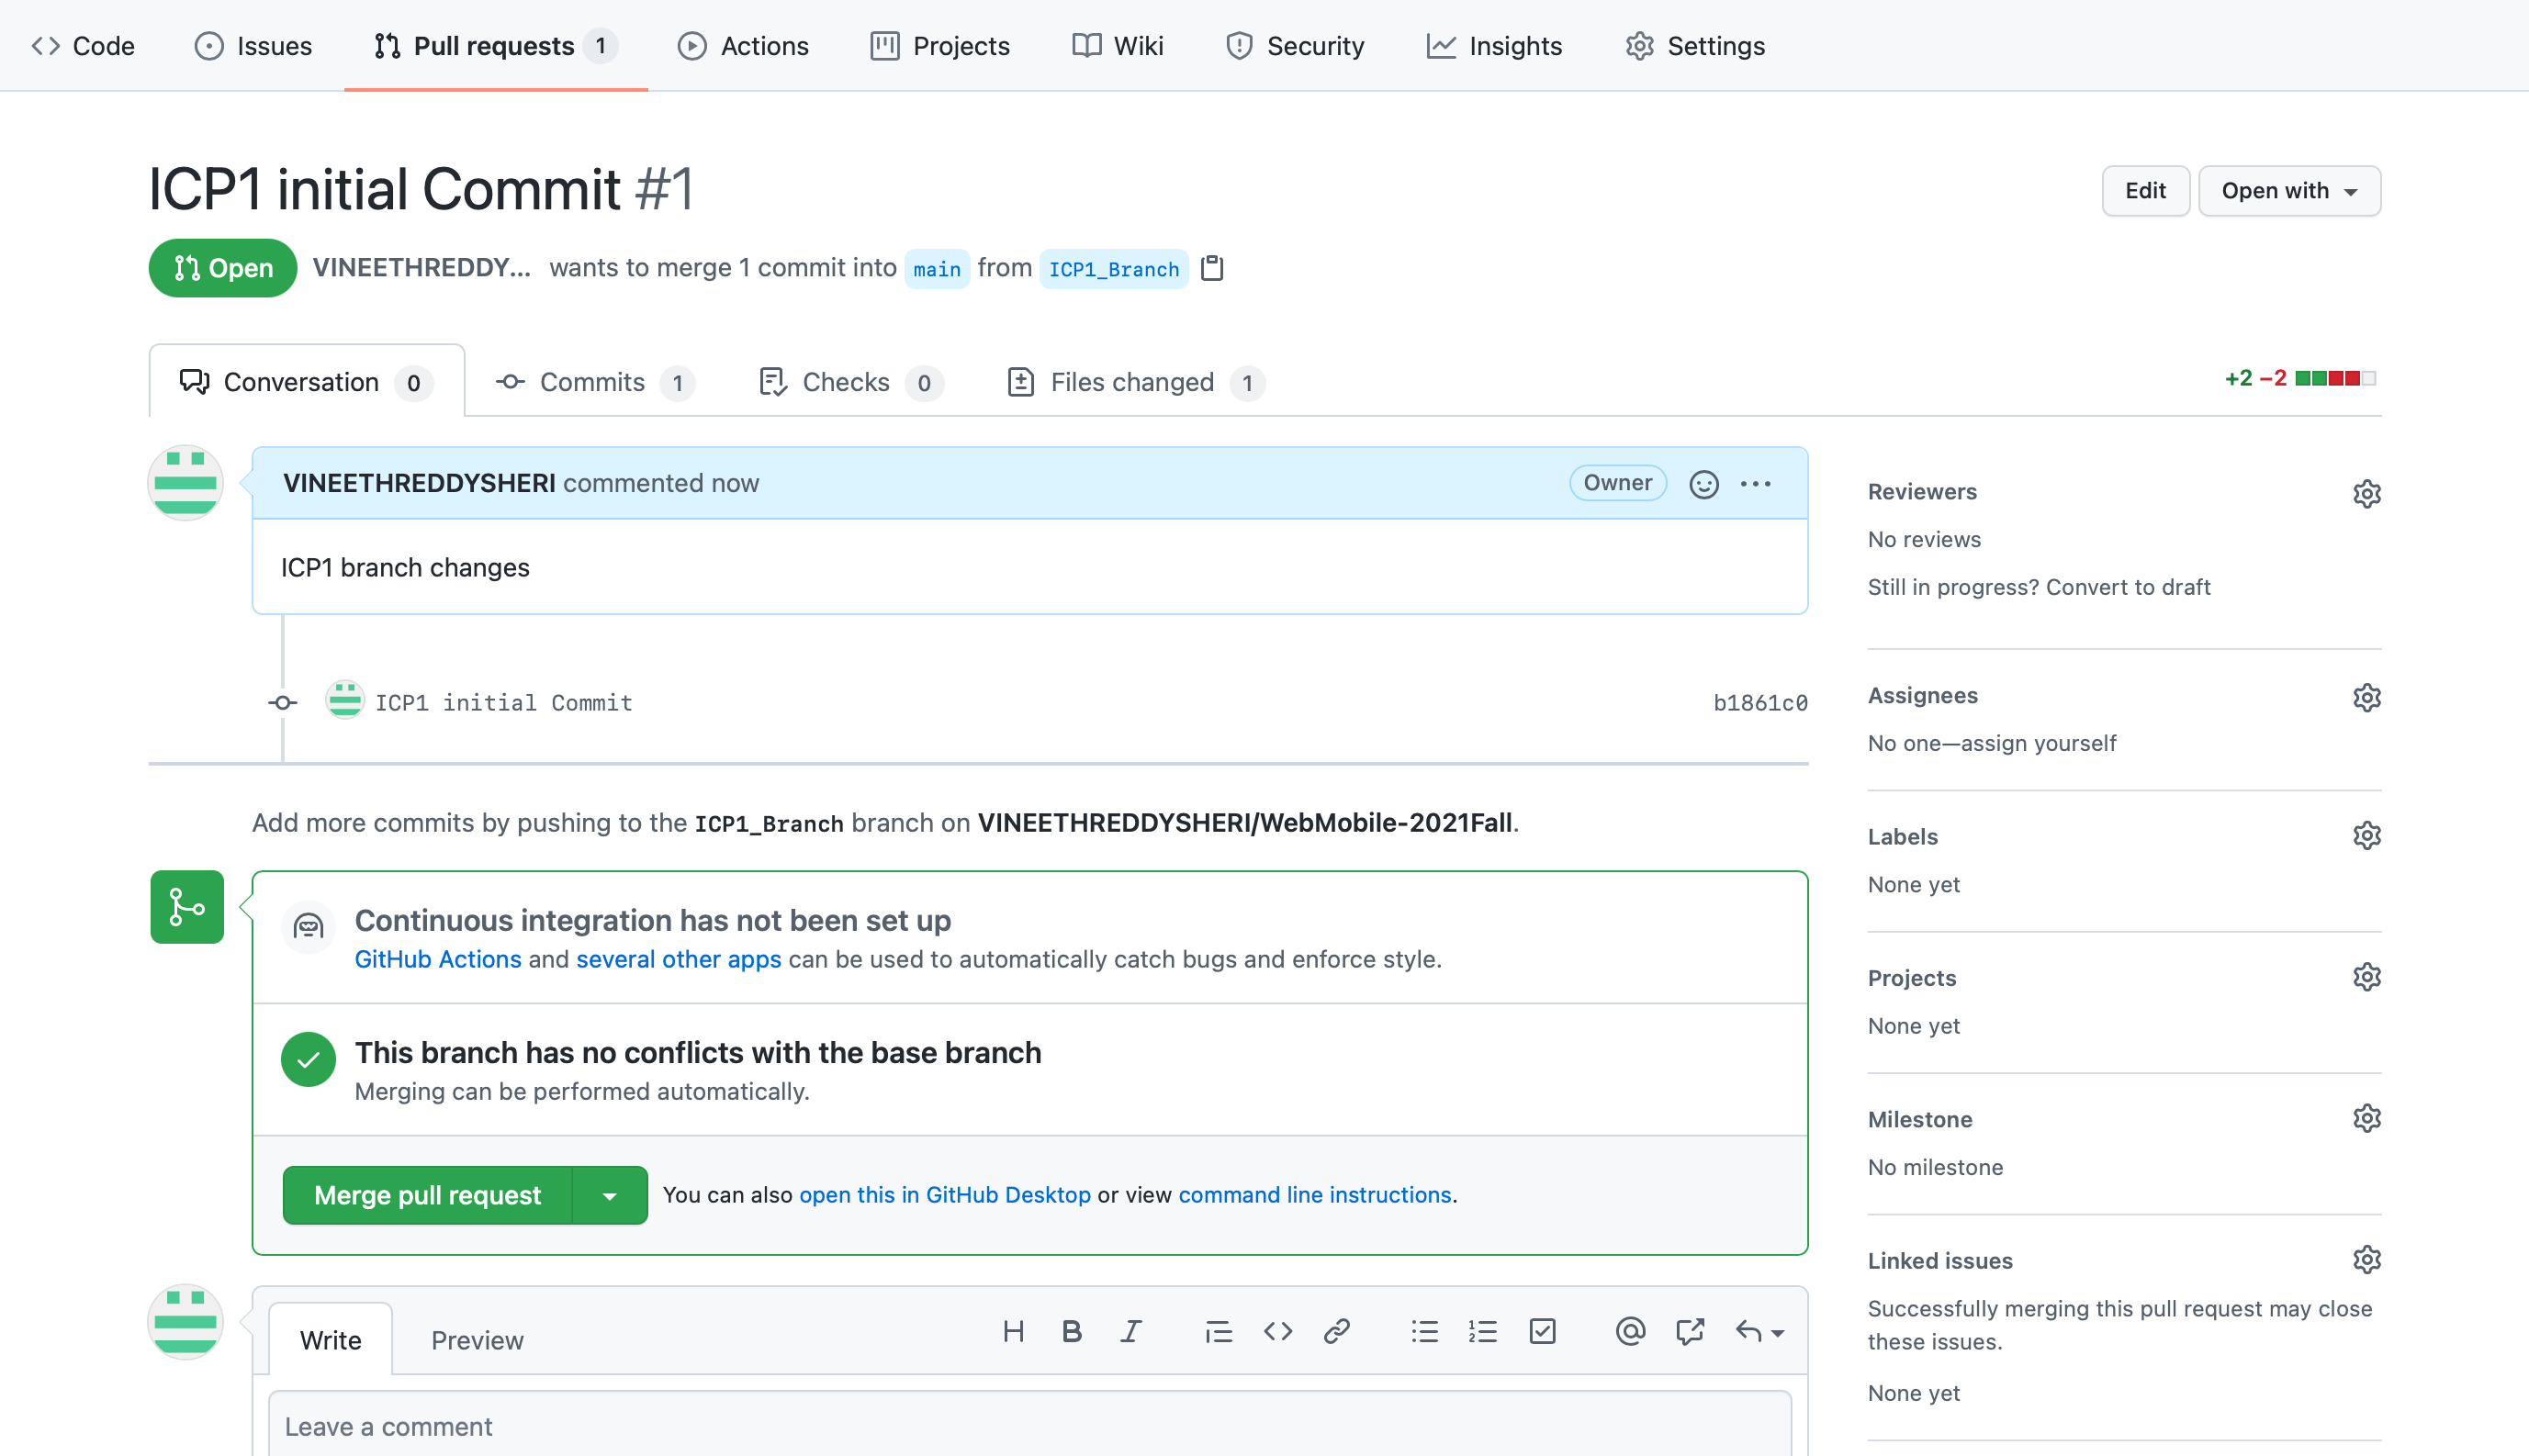 Code Issues Pull requests 1 Actions Projects Wiki Security Insights Settings
ICP1 initial Commit #1
Edit Open with
Open VINEETHREDDY... wants to merge 1 commit into main from ICP1_Branch
Conversation 0 Commits 1 Checks 0 Files changed 1
+2 −2
VINEETHREDDYSHERI commented now Owner
ICP1 branch changes
ICP1 initial Commit b1861c0
Add more commits by pushing to the ICP1_Branch branch on VINEETHREDDYSHERI/WebMobile-2021Fall.
Continuous integration has not been set up
GitHub Actions and several other apps can be used to automatically catch bugs and enforce style.
This branch has no conflicts with the base branch
Merging can be performed automatically.
Merge pull request You can also open this in GitHub Desktop or view command line instructions.
Write Preview
Leave a comment
Reviewers
No reviews
Still in progress? Convert to draft
Assignees
No one—assign yourself
Labels
None yet
Projects
None yet
Milestone
No milestone
Linked issues
Successfully merging this pull request may close
these issues.
None yet